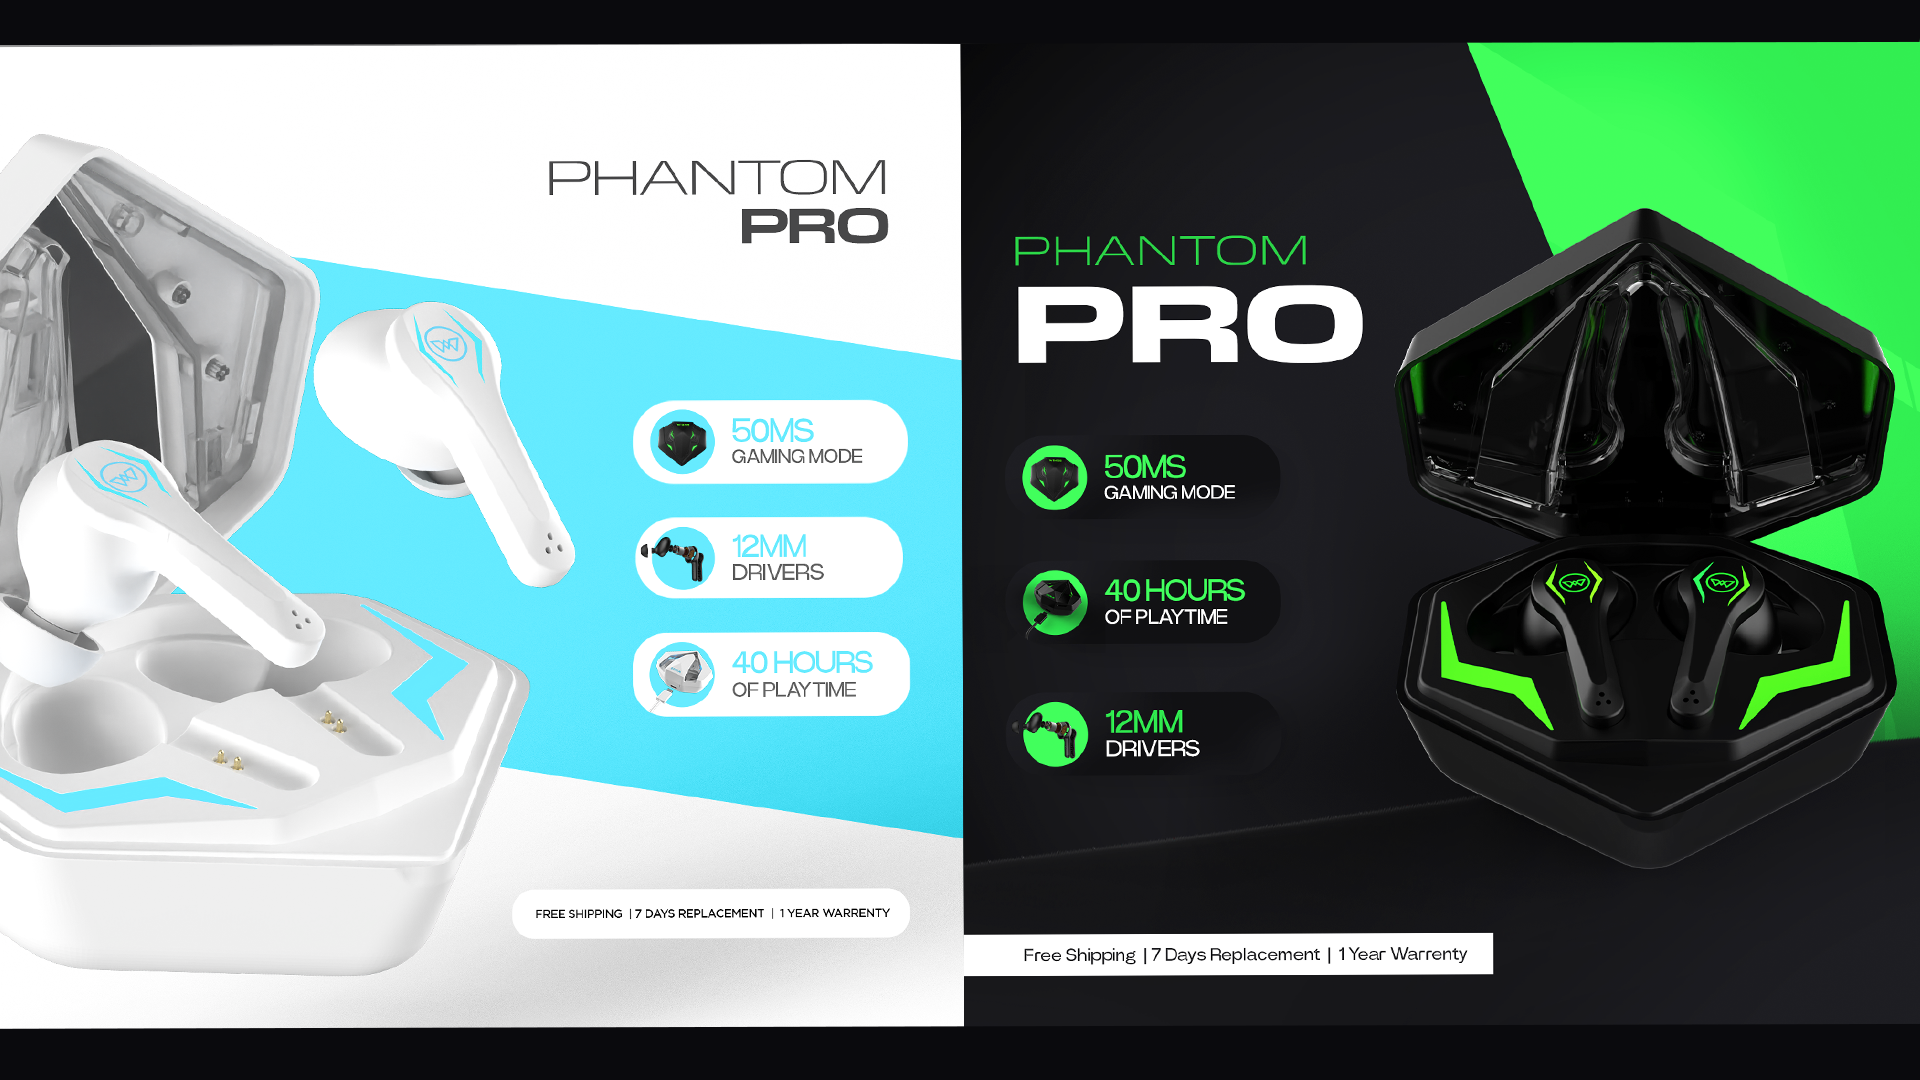 PHANTOM
PRO
50MS
GAMING MODE
12MM
DRIVERS
40 HOURS
OF PLAYTIME
FREE SHIPPING | 7 DAYS REPLACEMENT | 1 YEAR WARRENTY
PHANTOM
PRO
50MS
GAMING MODE
40 HOURS
OF PLAYTIME
12MM
DRIVERS
Free Shipping | 7 Days Replacement | 1 Year Warrenty